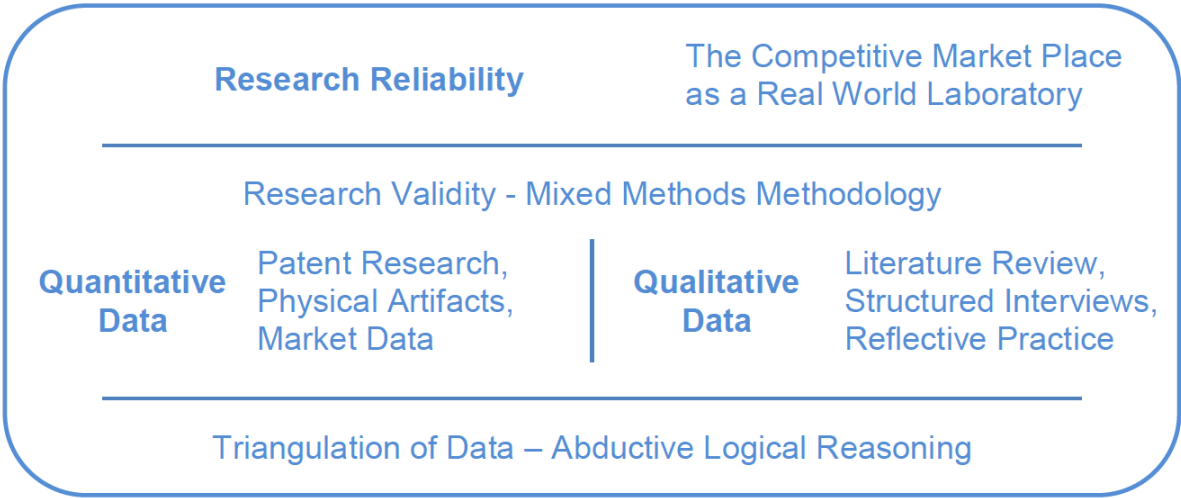 Research Reliability
The Competitive Market Place
as a Real World Laboratory
Research Validity - Mixed Methods Methodology
Quantitative
Data
Patent Research,
Physical Artifacts,
Market Data
Qualitative
Data
Literature Review,
Structured Interviews,
Reflective Practice
Triangulation of Data – Abductive Logical Reasoning